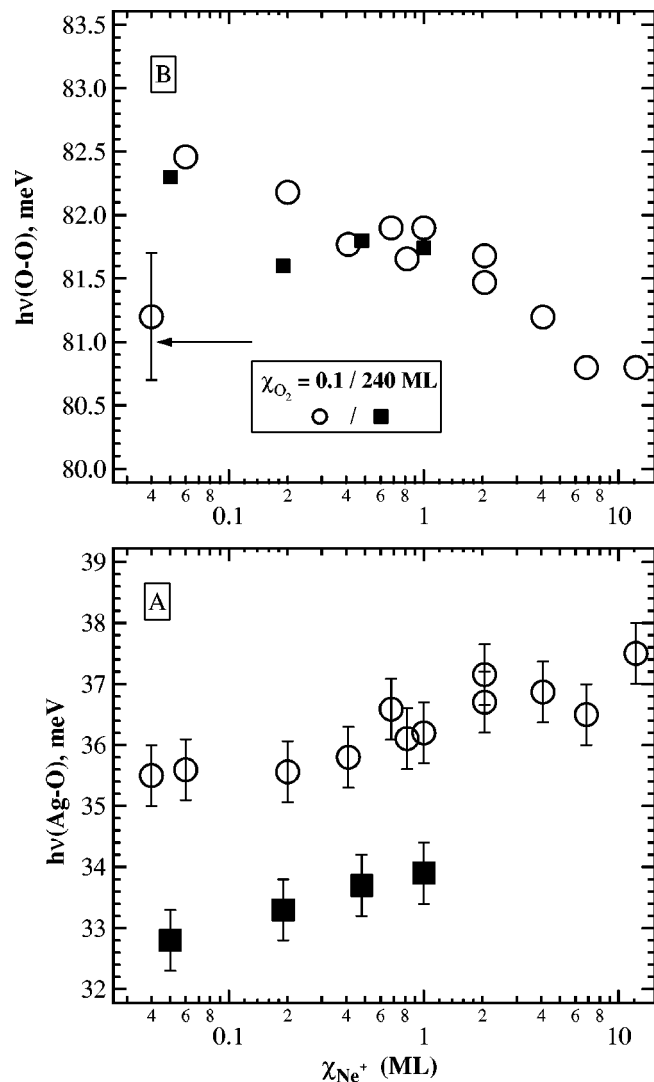 83.5
B
83.0
82.5
82.0
hν(O-O), meV
81.5
81.0
χO₂ = 0.1 / 240 ML
○ / ■
80.5
80.0
4 6 8 2 4 6 8 2 4 6 8
0.1 1 10
39
A
38
37
36
hν(Ag-O), meV
35
34
33
32
4 6 8 2 4 6 8 2 4 6 8
0.1 1 10
χNe⁺ (ML)